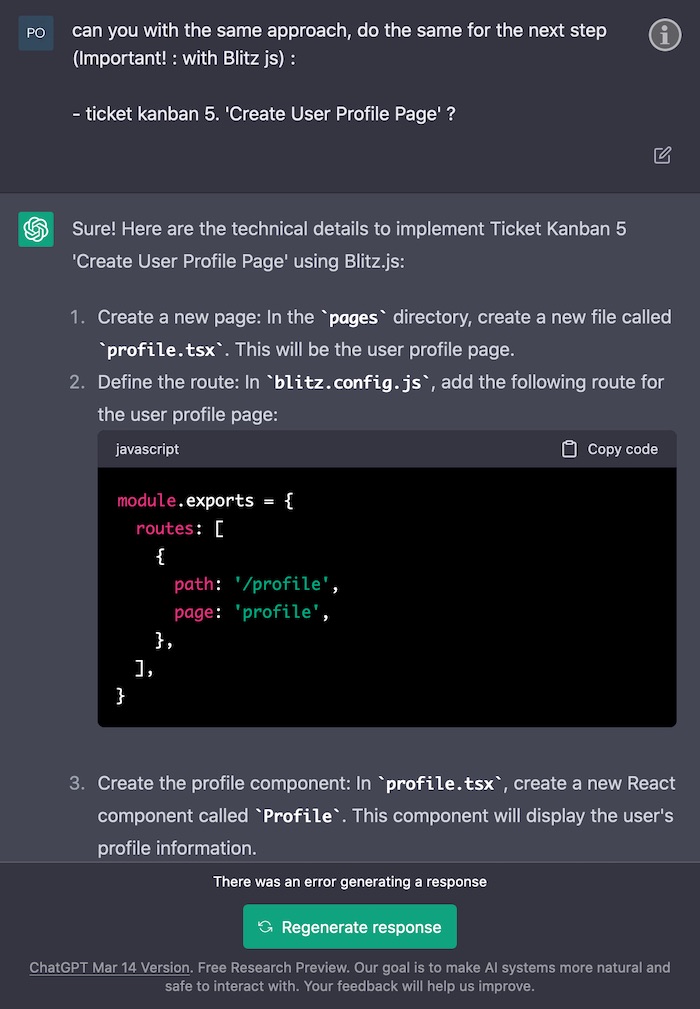 PO
can you with the same approach, do the same for the next step
(Important! : with Blitz js) :
- ticket kanban 5. 'Create User Profile Page' ?
Sure! Here are the technical details to implement Ticket Kanban 5
'Create User Profile Page' using Blitz.js:
1. Create a new page: In the `pages` directory, create a new file called
`profile.tsx`. This will be the user profile page.
2. Define the route: In `blitz.config.js`, add the following route for
the user profile page:
javascript
Copy code
module.exports = {
  routes: [
    {
      path: '/profile',
      page: 'profile',
    },
  ],
}
3. Create the profile component: In `profile.tsx`, create a new React
component called `Profile`. This component will display the user's
profile information.
There was an error generating a response
Regenerate response
ChatGPT Mar 14 Version. Free Research Preview. Our goal is to make AI systems more natural and
safe to interact with. Your feedback will help us improve.